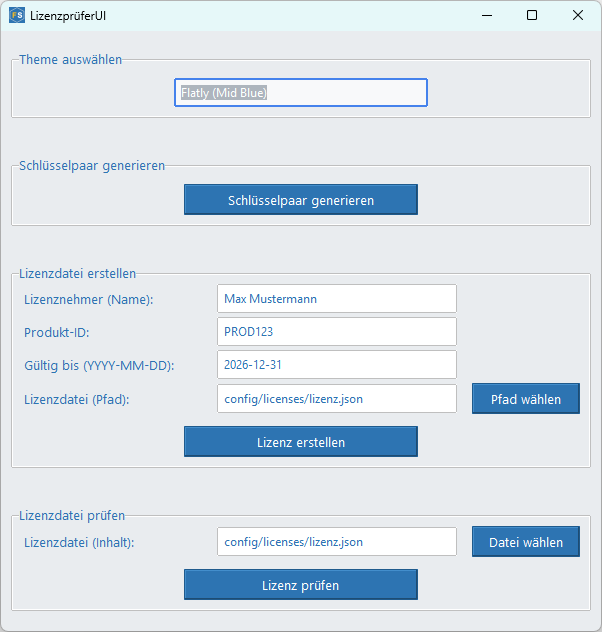 FS LizenzprüferUI
Theme auswählen
Flatly (Mid Blue)
Schlüsselpaar generieren
Schlüsselpaar generieren
Lizenzdatei erstellen
Lizenznehmer (Name): Max Mustermann
Produkt-ID: PROD123
Gültig bis (YYYY-MM-DD): 2026-12-31
Lizenzdatei (Pfad): config/licenses/lizenz.json Pfad wählen
Lizenz erstellen
Lizenzdatei prüfen
Lizenzdatei (Inhalt): config/licenses/lizenz.json Datei wählen
Lizenz prüfen